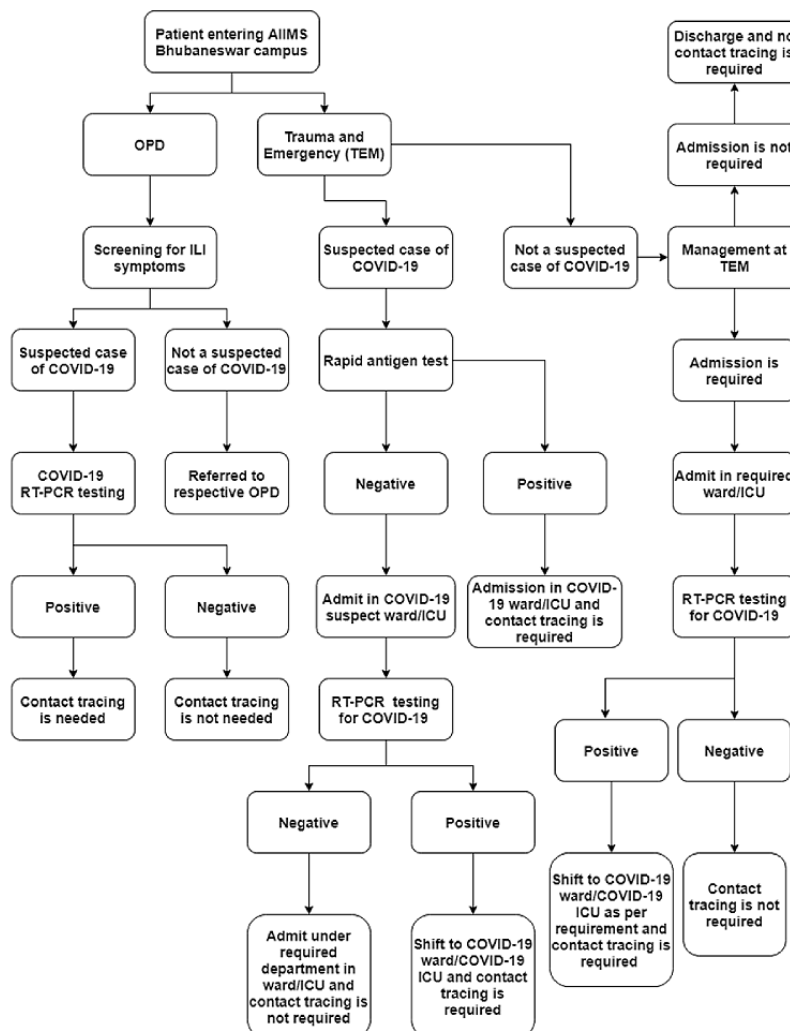 Patient entering AIIMS
Bhubaneswar campus
Discharge and no
contact tracing is
required
OPD
Trauma and
Emergency (TEM)
Admission is not
required
Screening for ILI
symptoms
Suspected case of
COVID-19
Not a suspected
case of COVID-19
Management at
TEM
Suspected case
of COVID-19
Not a suspected
case of COVID-19
Rapid antigen test
Admission is
required
COVID-19
RT-PCR testing
Referred to
respective OPD
Negative
Positive
Admit in required
ward/ICU
Positive
Negative
Admit in COVID-19
suspect ward/ICU
Admission in COVID-
19 ward/ICU and
contact tracing is
required
RT-PCR testing
for COVID-19
Contact tracing
is needed
Contact tracing
is not needed
RT-PCR testing
for COVID-19
Positive
Negative
Negative
Positive
Shift to COVID-19
ward/COVID-19
ICU as per
requirement and
contact tracing is
required
Contact
tracing is not
required
Admit under
required
department in
ward/ICU and
contact tracing is
not required
Shift to COVID-19
ward/COVID-19
ICU and contact
tracing is
required